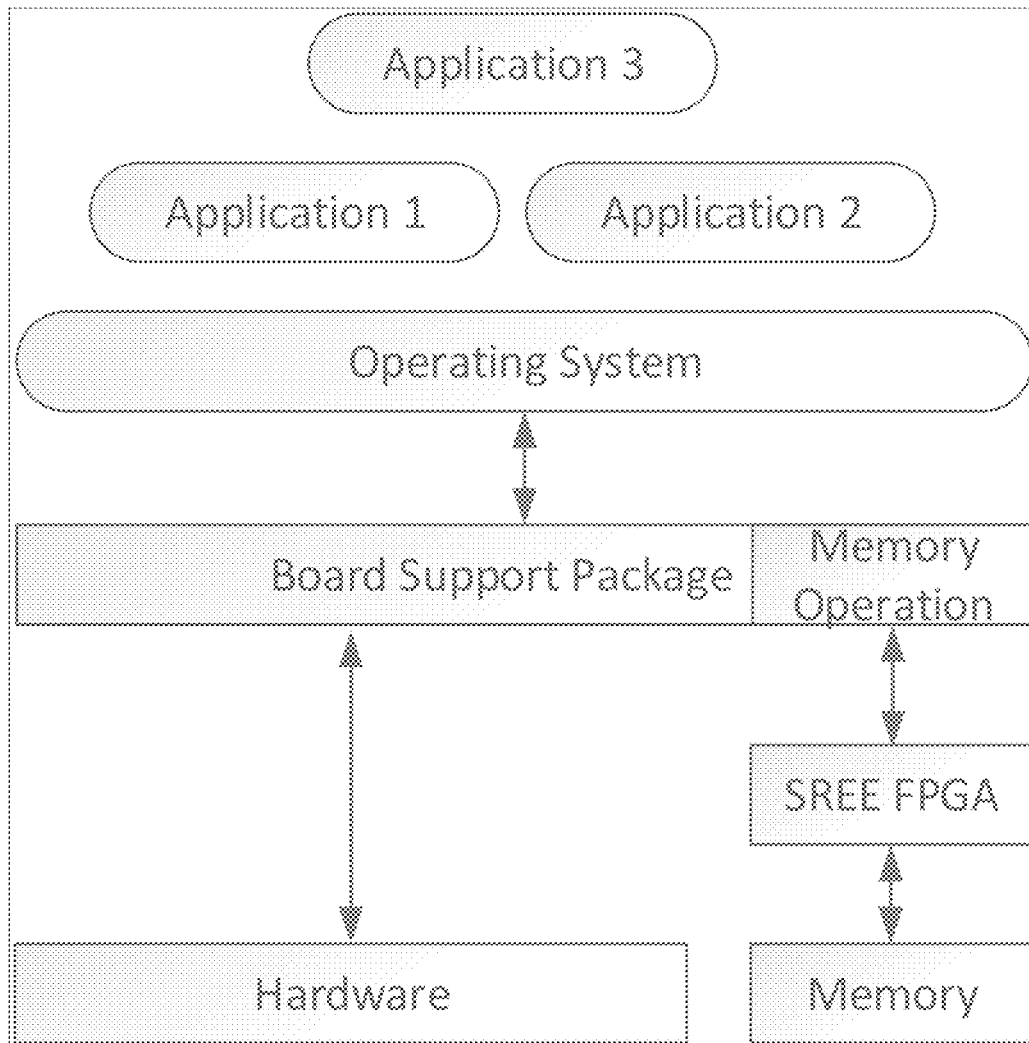 Application 3
Application 1
Application 2
Operating System
Board Support Package
Memory
Operation
SREE FPGA
Hardware
Memory